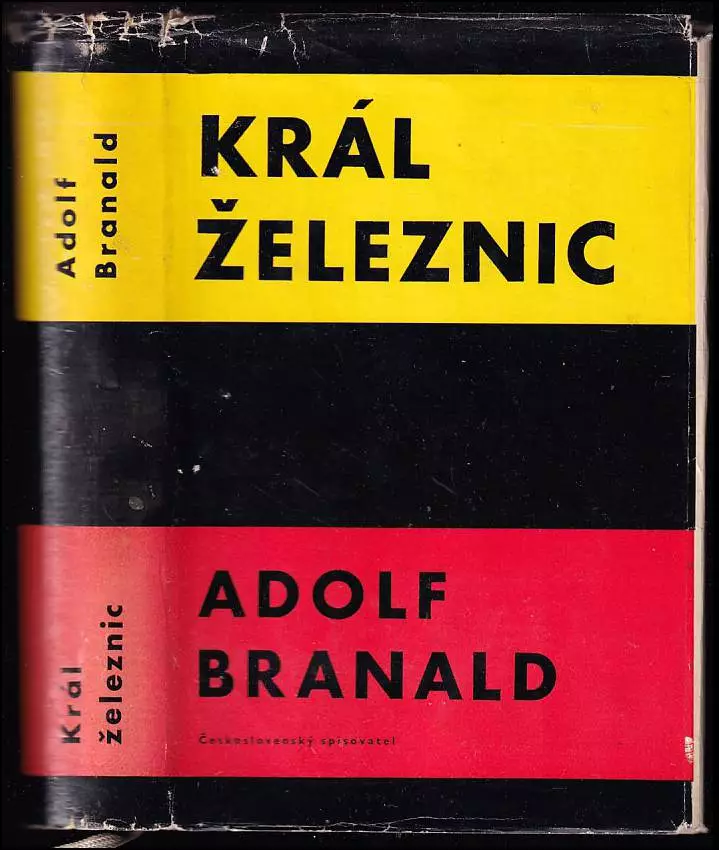 Adolf
Branald
KRÁL
ŽELEZNIC
Král
železnic
ADOLF
BRANALD
Československý spisovatel